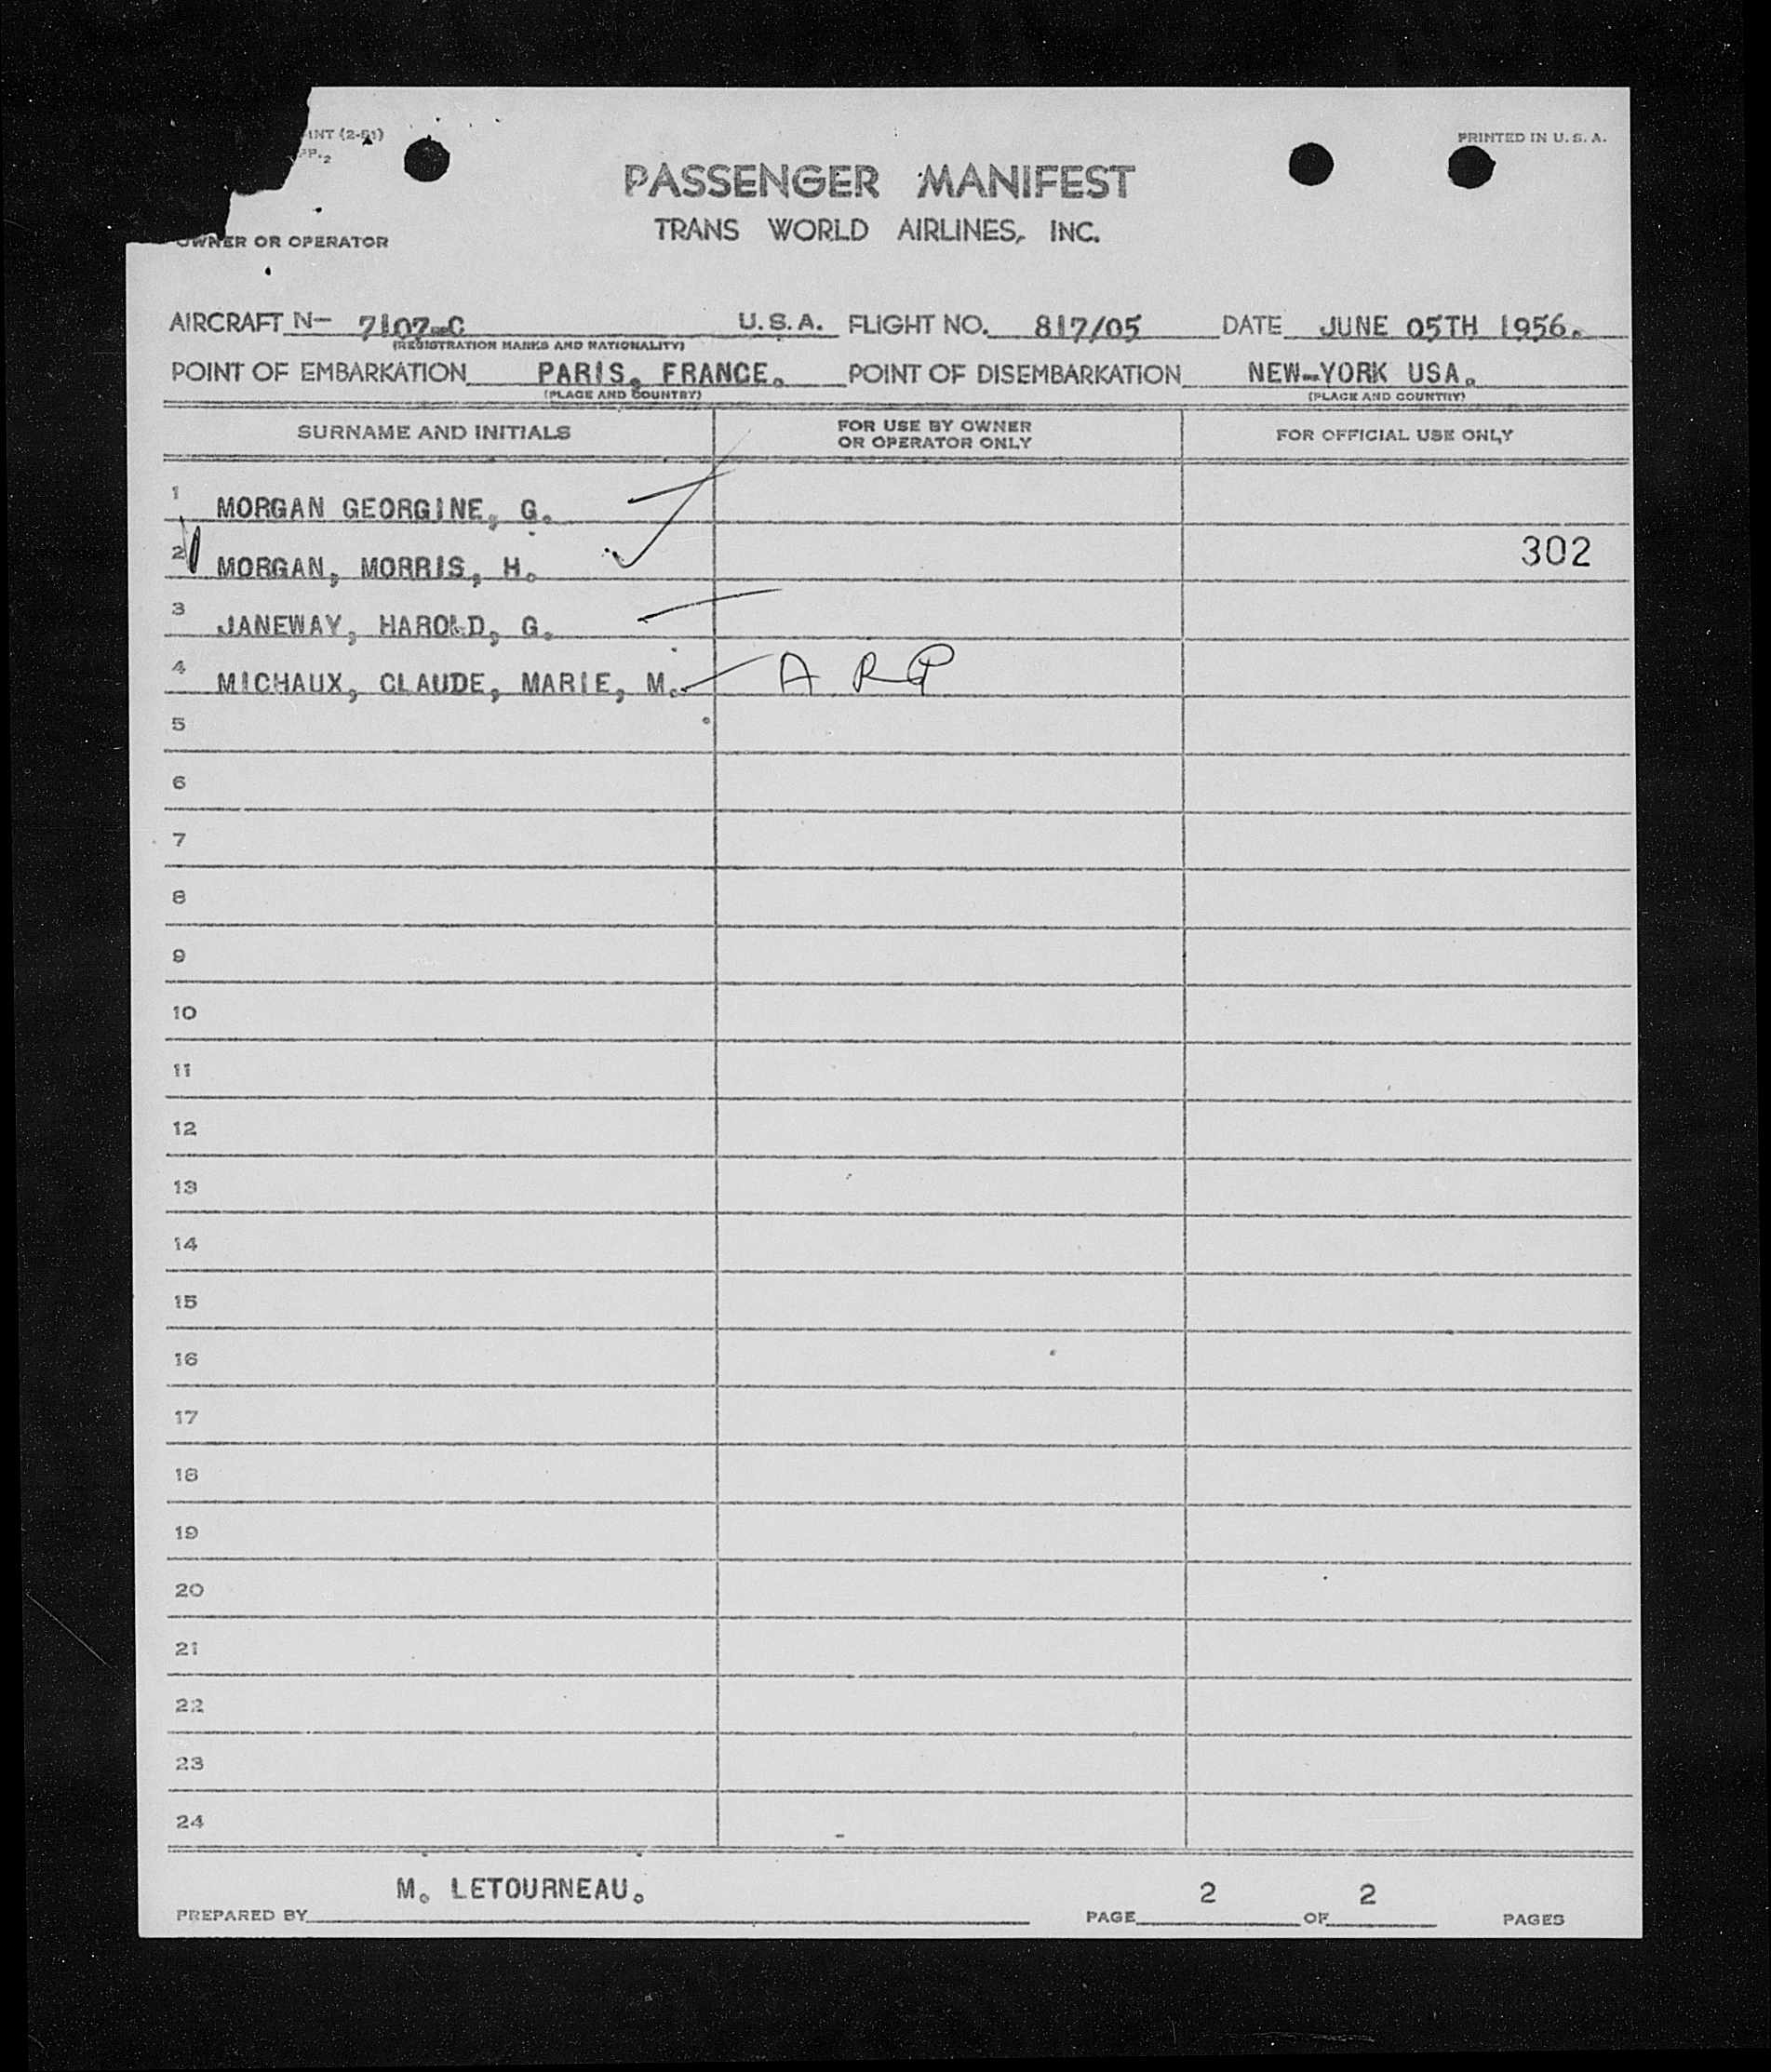 INT (2-51)
PRINTED IN U. S. A.
PASSENGER MANIFEST
TRANS WORLD AIRLINES, INC.
OWNER OR OPERATOR
AIRCRAFT N- 7107-C U.S.A. FLIGHT NO. 817/05 DATE JUNE 05TH 1956.
(REGISTRATION MARKS AND NATIONALITY)
POINT OF EMBARKATION PARIS, FRANCE. POINT OF DISEMBARKATION NEW-YORK USA.
(PLACE AND COUNTRY) (PLACE AND COUNTRY)
SURNAME AND INITIALS FOR USE BY OWNER OR OPERATOR ONLY FOR OFFICIAL USE ONLY
1 MORGAN GEORGINE, G.
2 MORGAN, MORRIS, H. 302
3 JANEWAY, HAROLD, G.
4 MICHAUX, CLAUDE, MARIE, M. A R P
5
6
7
8
9
10
11
12
13
14
15
16
17
18
19
20
21
22
23
24
M. LETOURNEAU. 2 2
PREPARED BY PAGE OF PAGES